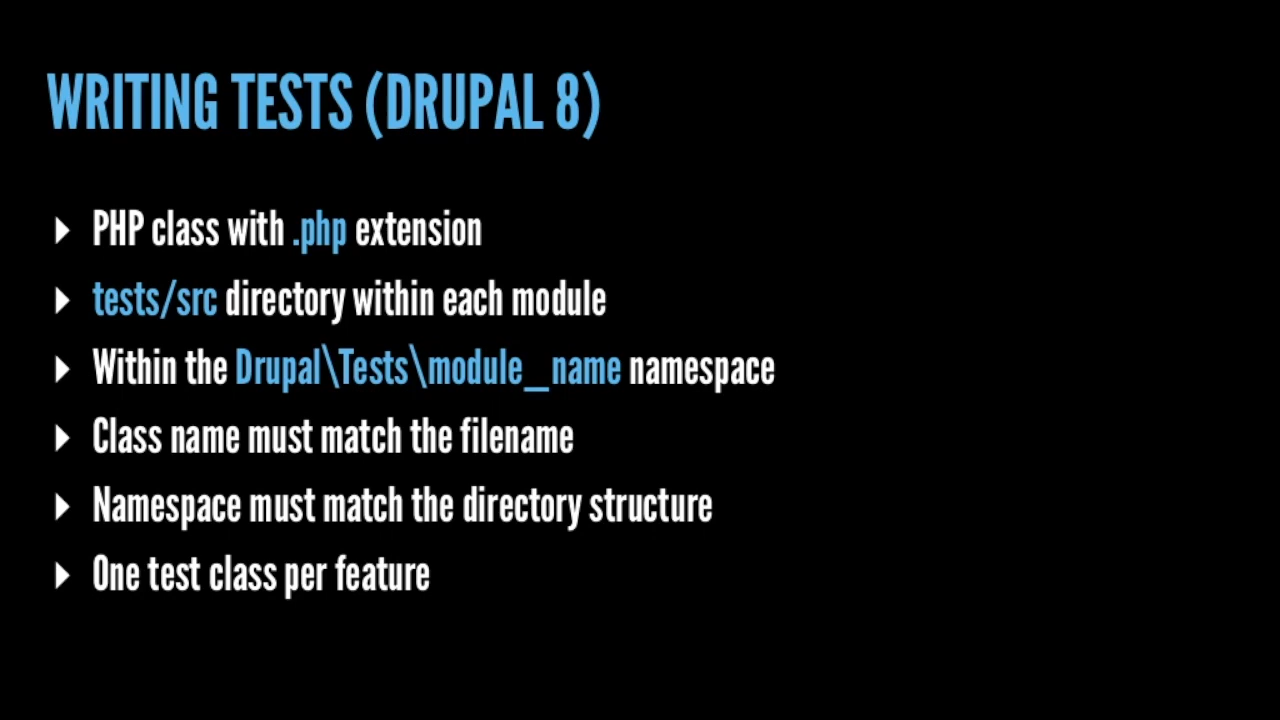 WRITING TESTS (DRUPAL 8)
PHP class with .php extension
tests/src directory within each module
Within the Drupal\Tests\module_name namespace
Class name must match the filename
Namespace must match the directory structure
One test class per feature